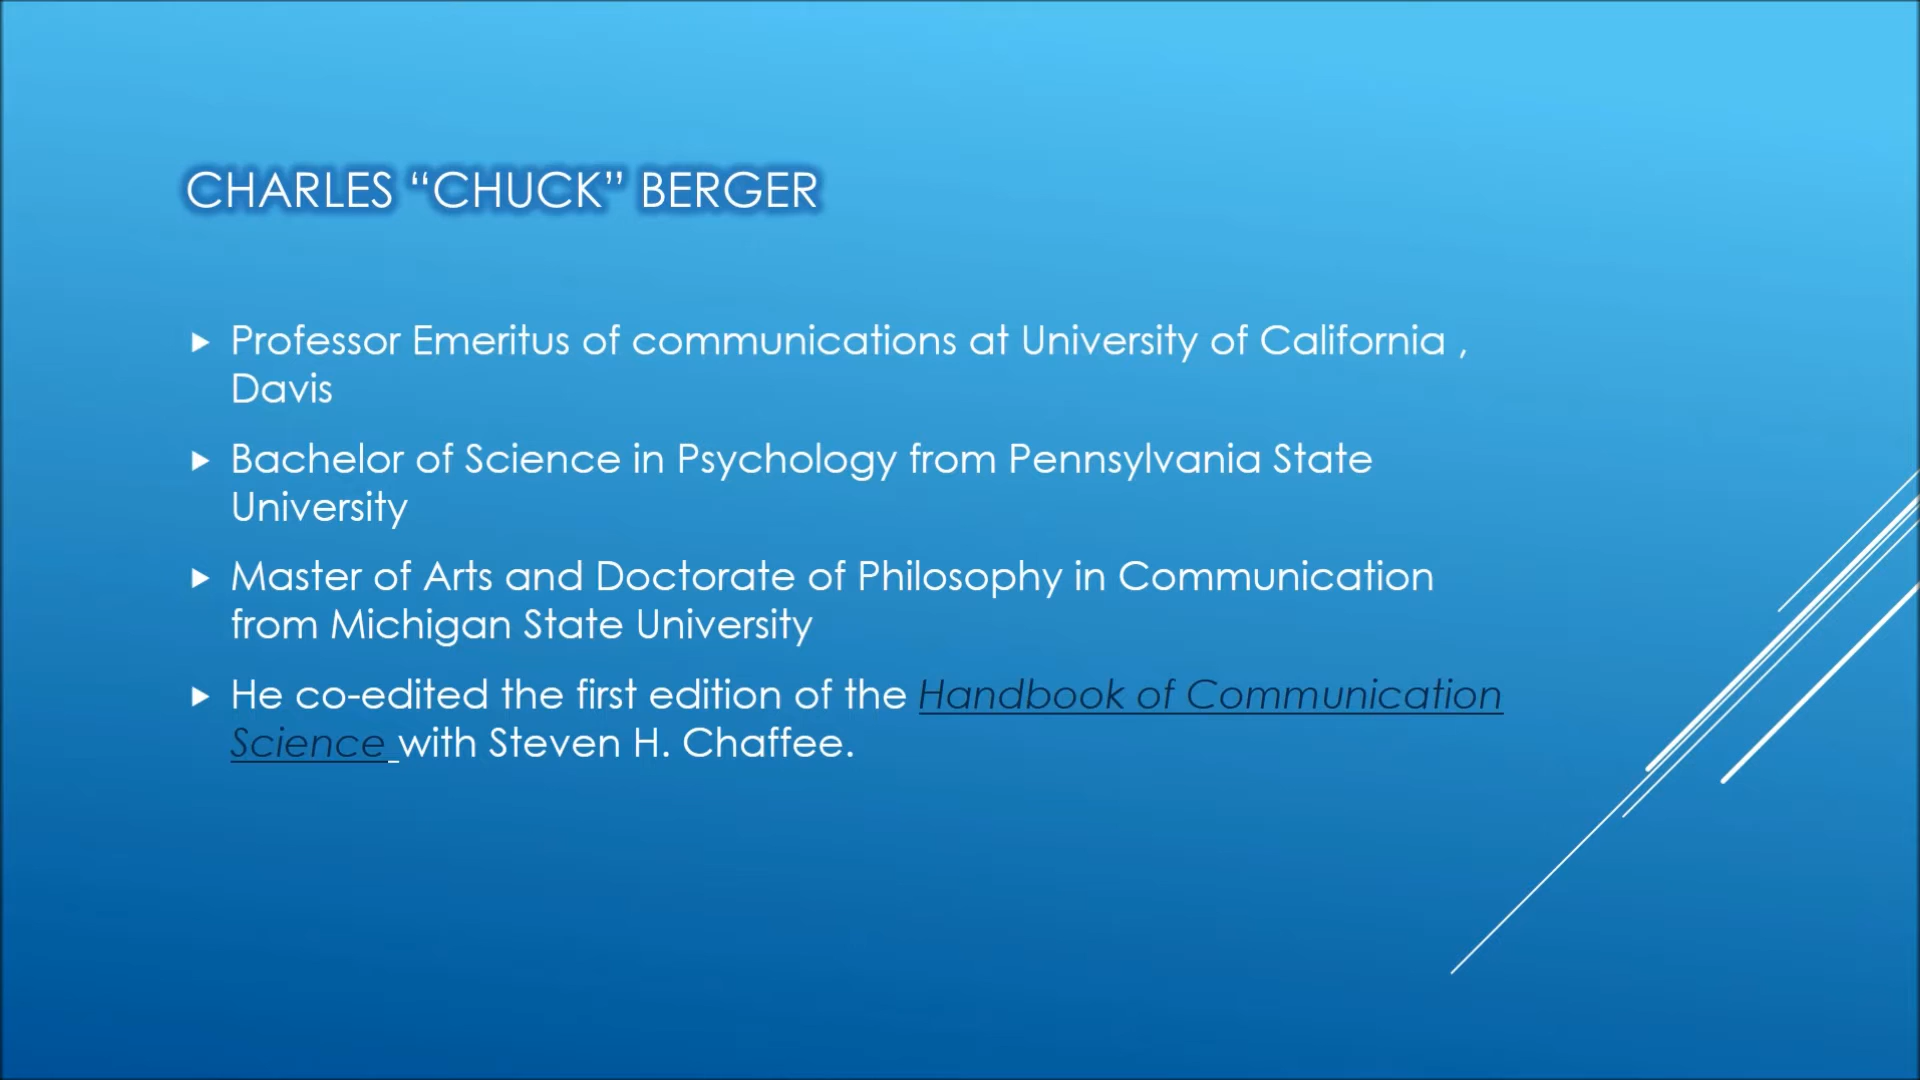 CHARLES “CHUCK” BERGER
Professor Emeritus of communications at University of California ,
Davis
Bachelor of Science in Psychology from Pennsylvania State
University
Master of Arts and Doctorate of Philosophy in Communication
from Michigan State University
He co-edited the first edition of the Handbook of Communication
Science with Steven H. Chaffee.